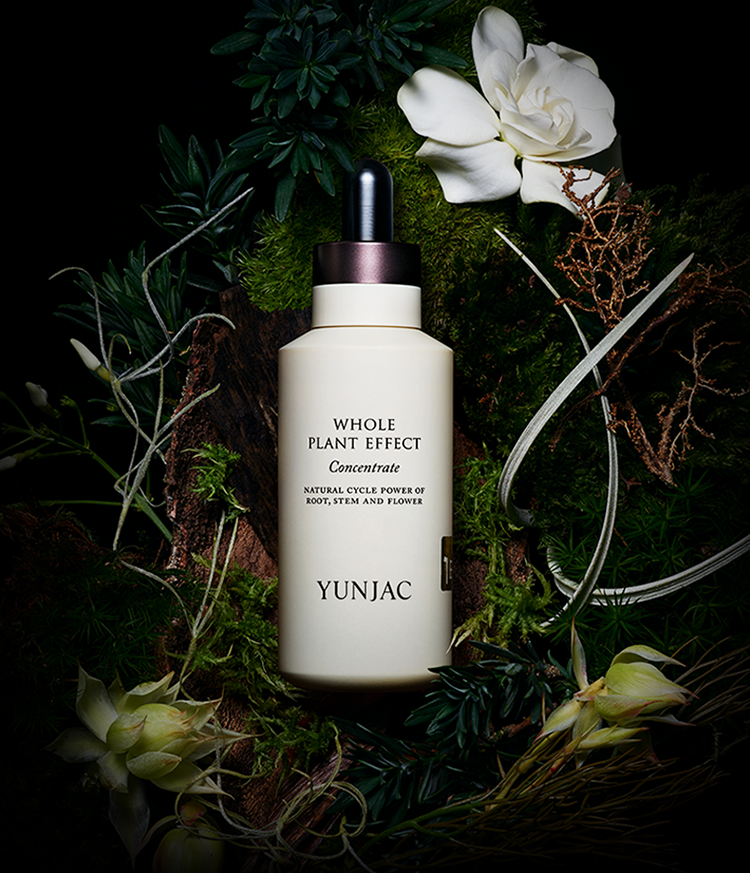 WHOLE
PLANT EFFECT
Concentrate
NATURAL CYCLE POWER OF
ROOT, STEM AND FLOWER
YUNJAC